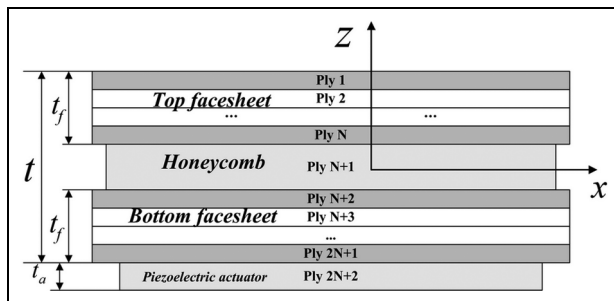 z
Ply 1
Top facesheet Ply 2
... ...
t_f
Ply N
Honeycomb Ply N+1
t
x
Ply N+2
Bottom facesheet Ply N+3
t_f
...
Ply 2N+1
t_a
Piezoelectric actuator Ply 2N+2